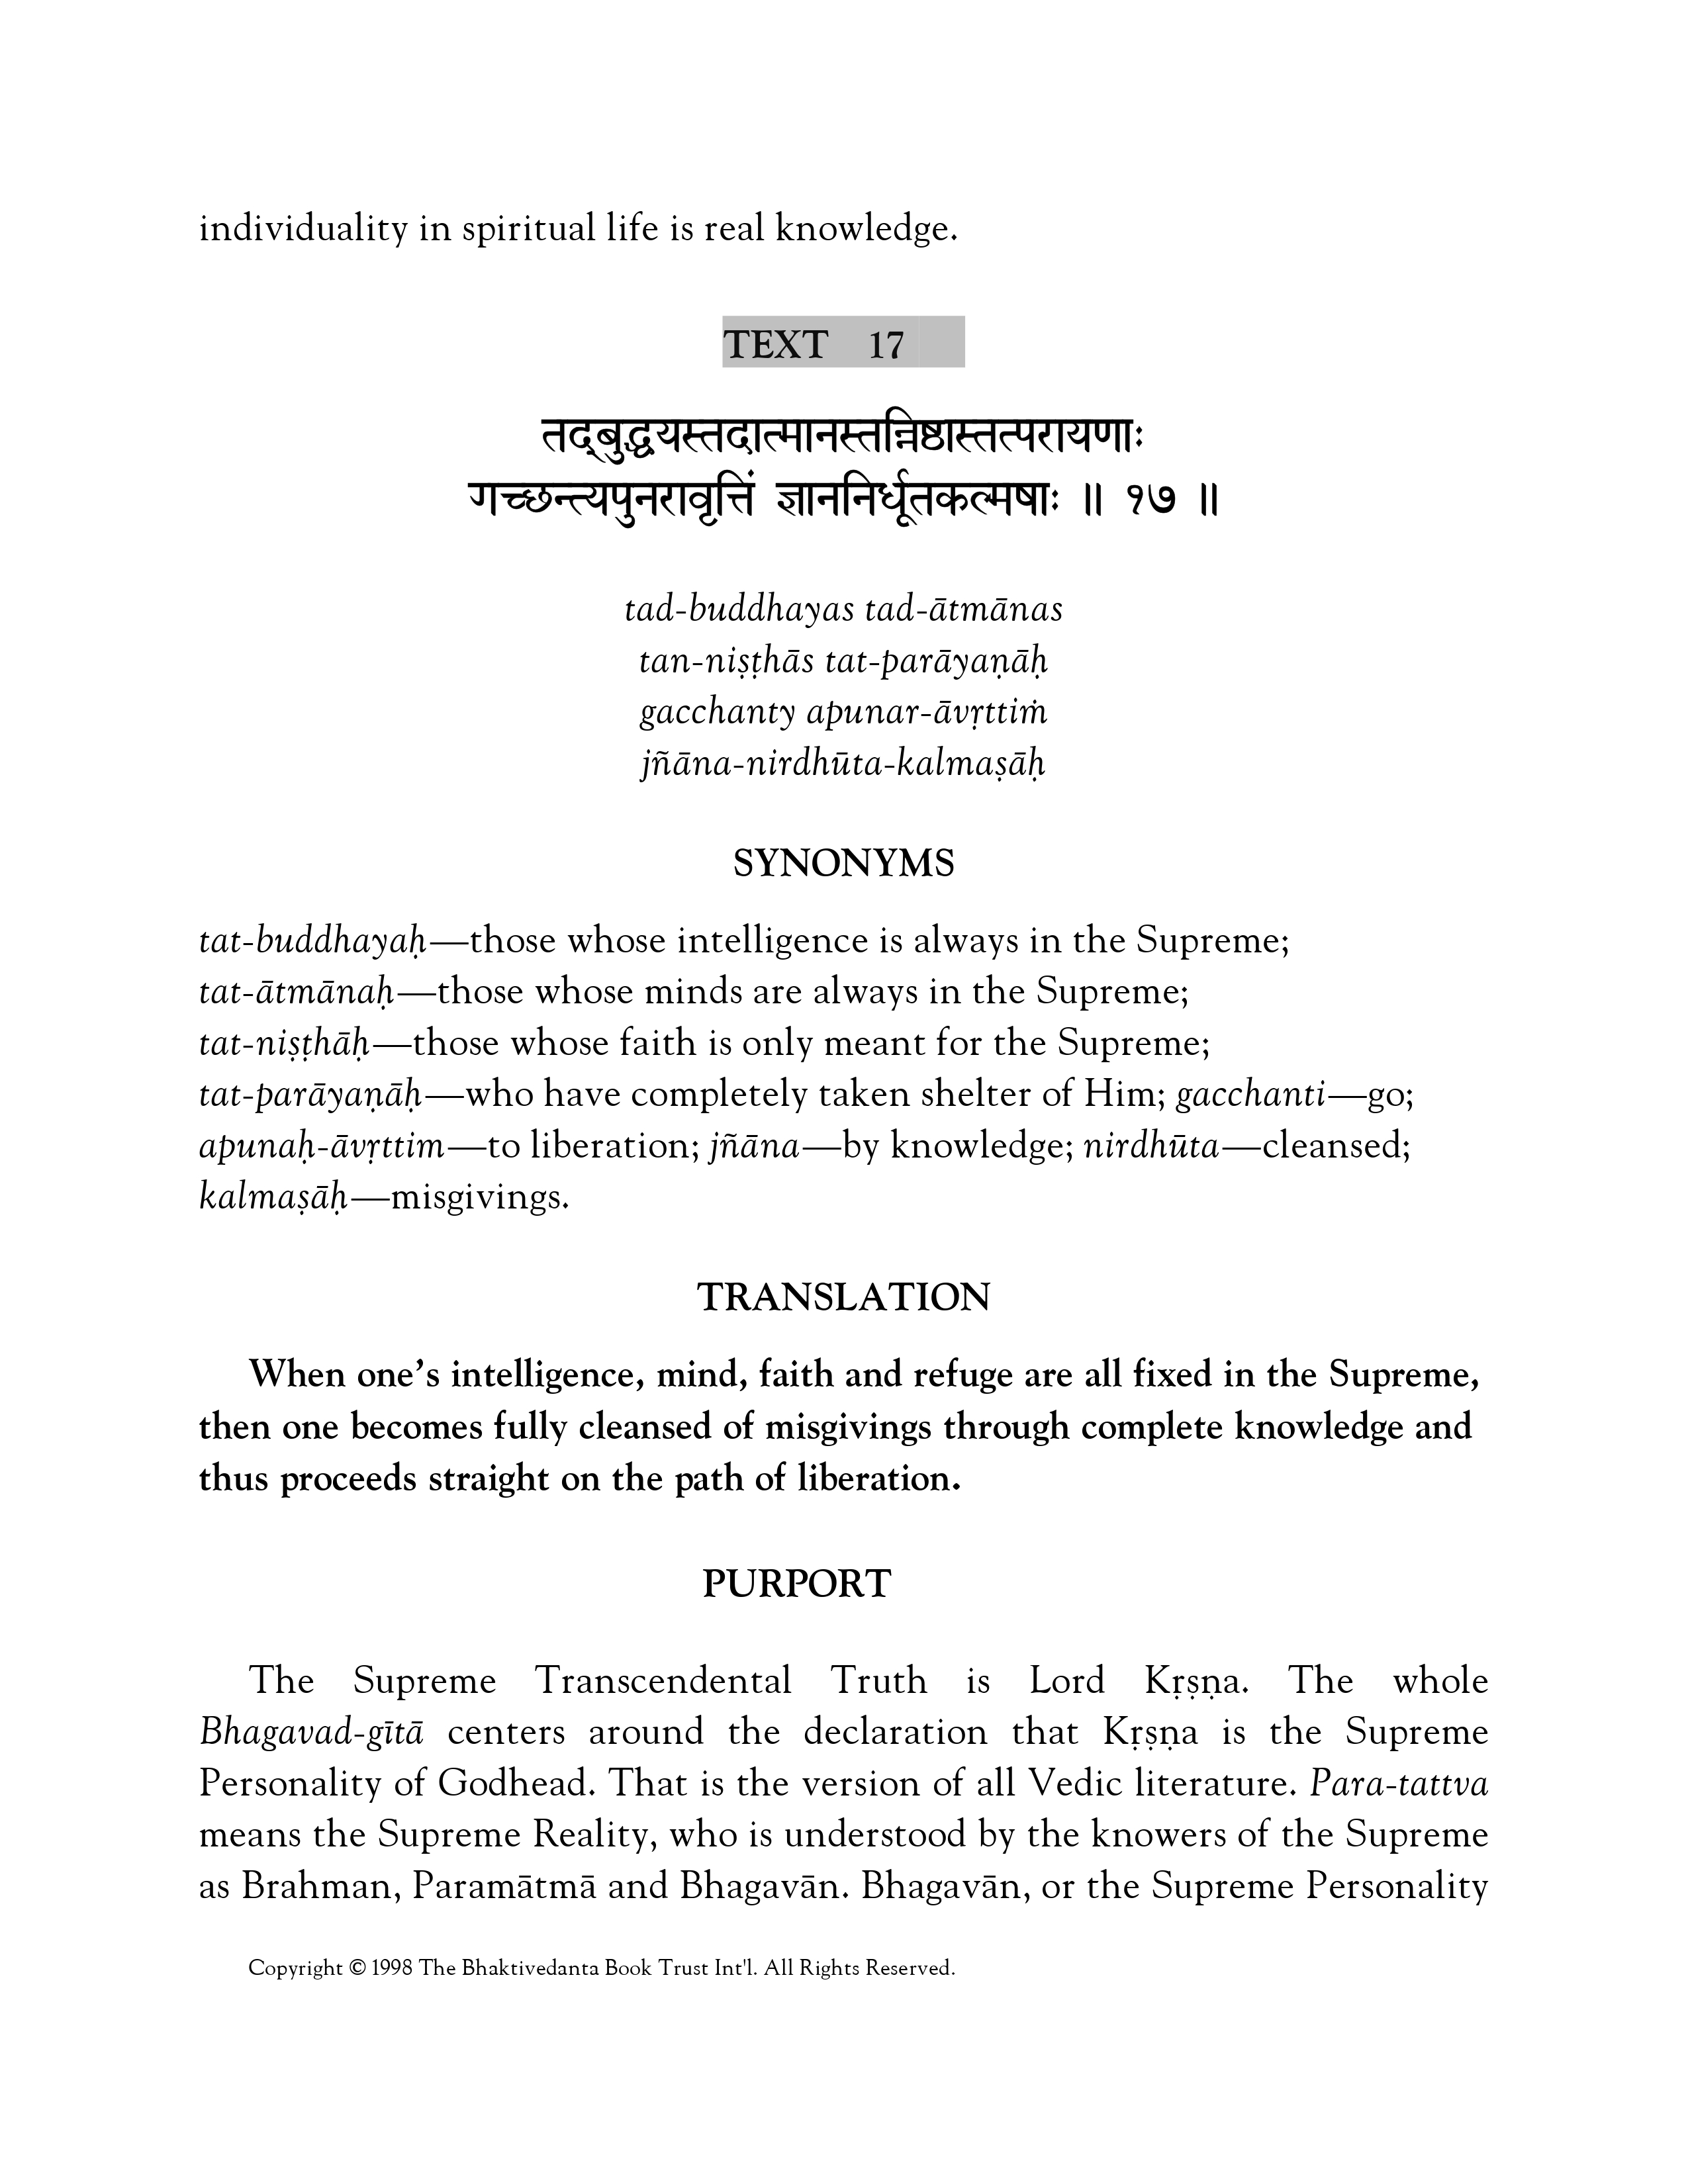 individuality in spiritual life is real knowledge.
TEXT 17
तद्‍बुद्धयस्तदात्मानस्तन्निष्ठास्तत्परायणाः
गच्छन्त्यपुनरावृत्तिं ज्ञाननिर्धूतकल्मषाः ॥ १७ ॥
tad-buddhayas tad-ātmānas
tan-niṣṭhās tat-parāyaṇāḥ
gacchanty apunar-āvṛttiṁ
jñāna-nirdhūta-kalmaṣāḥ
SYNONYMS
tat-buddhayaḥ—those whose intelligence is always in the Supreme;
tat-ātmānaḥ—those whose minds are always in the Supreme;
tat-niṣṭhāḥ—those whose faith is only meant for the Supreme;
tat-parāyaṇāḥ—who have completely taken shelter of Him; gacchanti—go;
apunaḥ-āvṛttim—to liberation; jñāna—by knowledge; nirdhūta—cleansed;
kalmaṣāḥ—misgivings.
TRANSLATION
When one’s intelligence, mind, faith and refuge are all fixed in the Supreme,
then one becomes fully cleansed of misgivings through complete knowledge and
thus proceeds straight on the path of liberation.
PURPORT
The Supreme Transcendental Truth is Lord Kṛṣṇa. The whole
Bhagavad-gītā centers around the declaration that Kṛṣṇa is the Supreme
Personality of Godhead. That is the version of all Vedic literature. Para-tattva
means the Supreme Reality, who is understood by the knowers of the Supreme
as Brahman, Paramātmā and Bhagavān. Bhagavān, or the Supreme Personality
Copyright © 1998 The Bhaktivedanta Book Trust Int'l. All Rights Reserved.